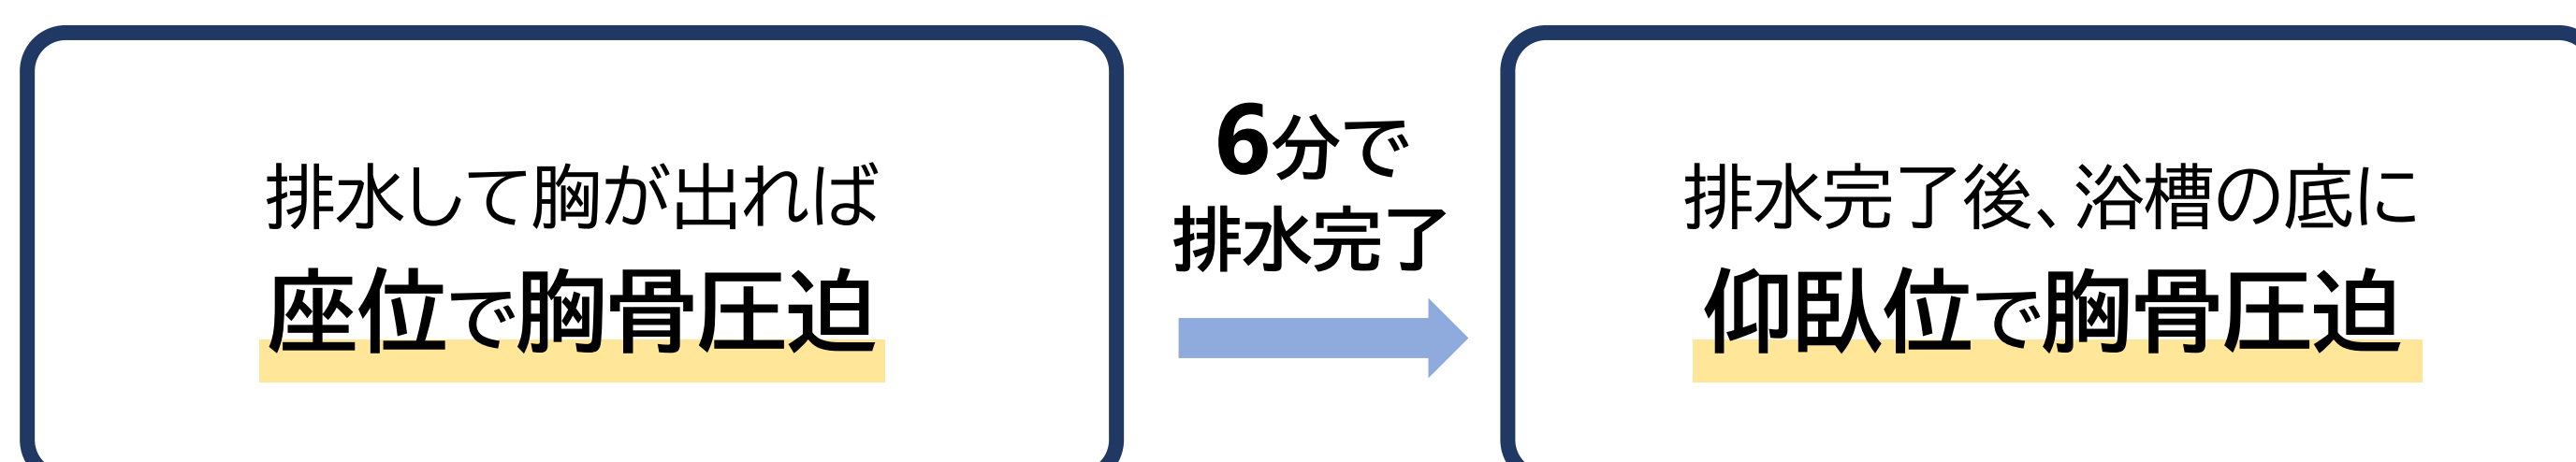 排水して胸が出れば
座位で胸骨圧迫
6分で
排水完了
排水完了後、浴槽の底に
仰臥位で胸骨圧迫